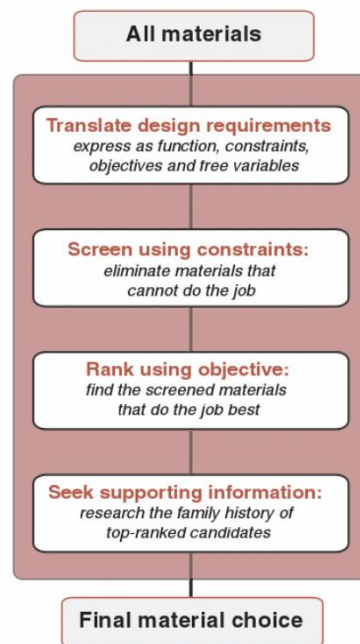 All materials
Translate design requirements
express as function, constraints,
objectives and free variables
Screen using constraints:
eliminate materials that
cannot do the job
Rank using objective:
find the screened materials
that do the job best
Seek supporting information:
research the family history of
top-ranked candidates
Final material choice